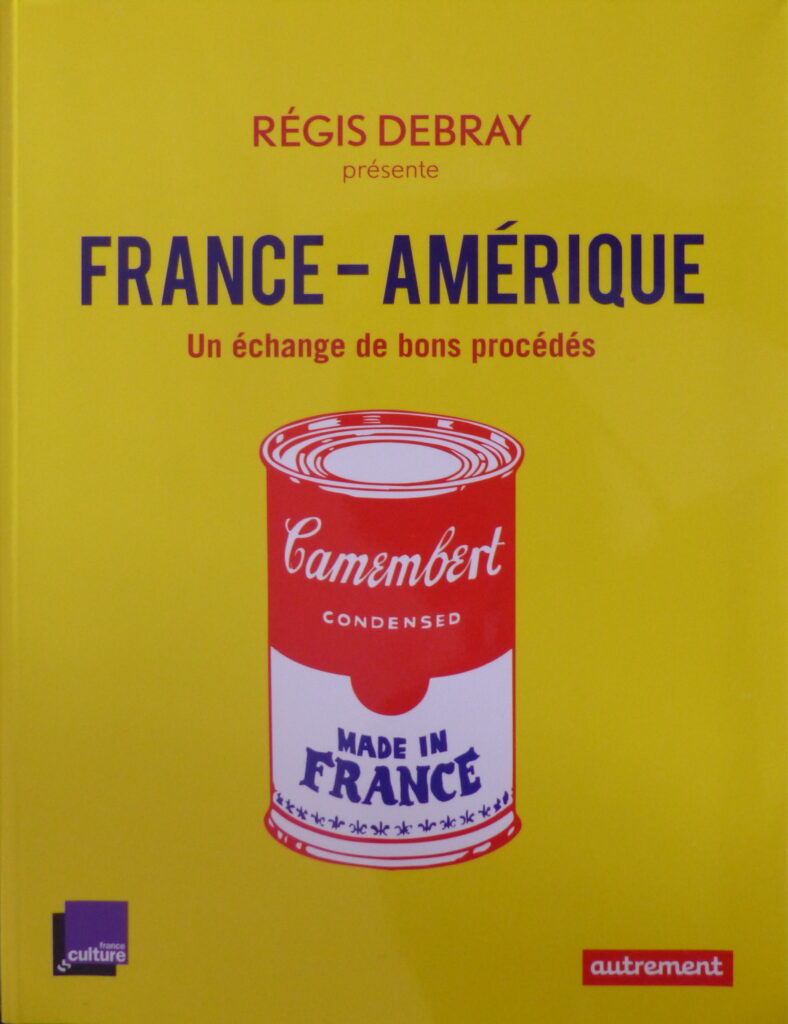 RÉGIS DEBRAY
présente
FRANCE – AMÉRIQUE
Un échange de bons procédés
Camembert
CONDENSED
MADE IN
FRANCE
france
culture
autrement